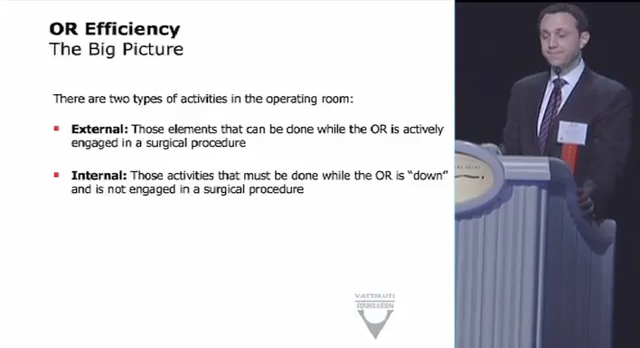 OR Efficiency
The Big Picture
There are two types of activities in the operating room:
External: Those elements that can be done while the OR is actively
engaged in a surgical procedure
Internal: Those activities that must be done while the OR is “down”
and is not engaged in a surgical procedure
VATTIKUTI
FOUNDATION